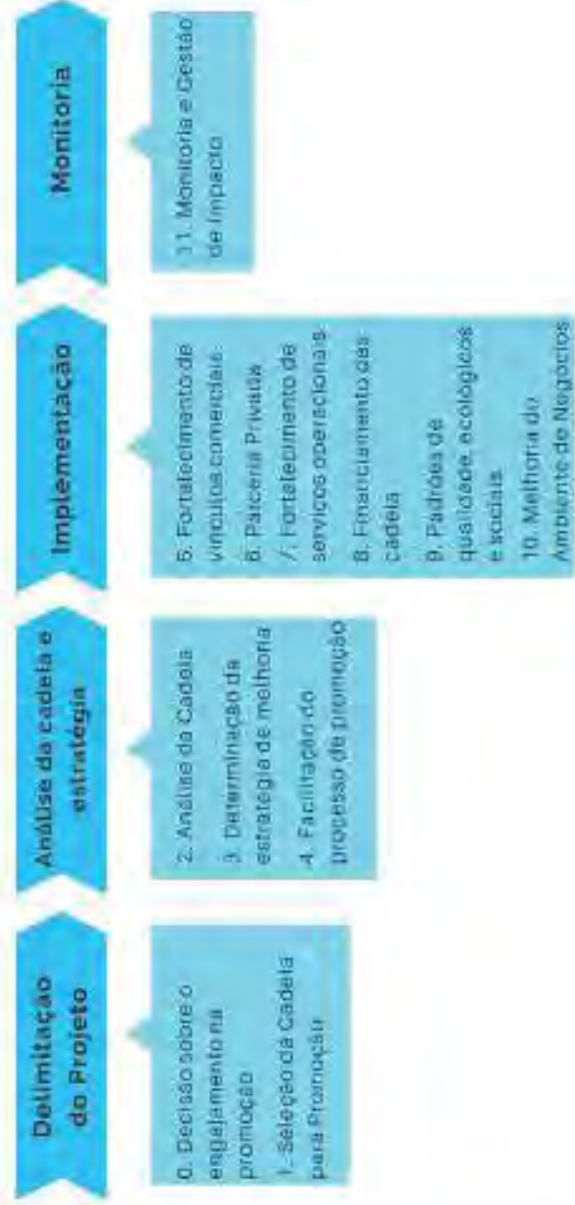 Delimitação
do Projeto
0. Decisão sobre o
engajamento na
promoção
1. Seleção da Cadeia
para Promoção
Análise da cadeia e
estratégia
2. Análise da Cadeia
3. Determinação da
estratégia de melhoria
4. Facilitação do
processo de promoção
Implementação
5. Fortalecimento de
vínculos comerciais
6. Parceria Privada
7. Fortalecimento de
serviços operacionais
8. Financiamento das
cadeia
9. Padrões de
qualidade, ecológicos
e sociais
10. Melhoria do
Ambiente de Negócios
Monitoria
11. Monitoria e Gestão
de Impacto